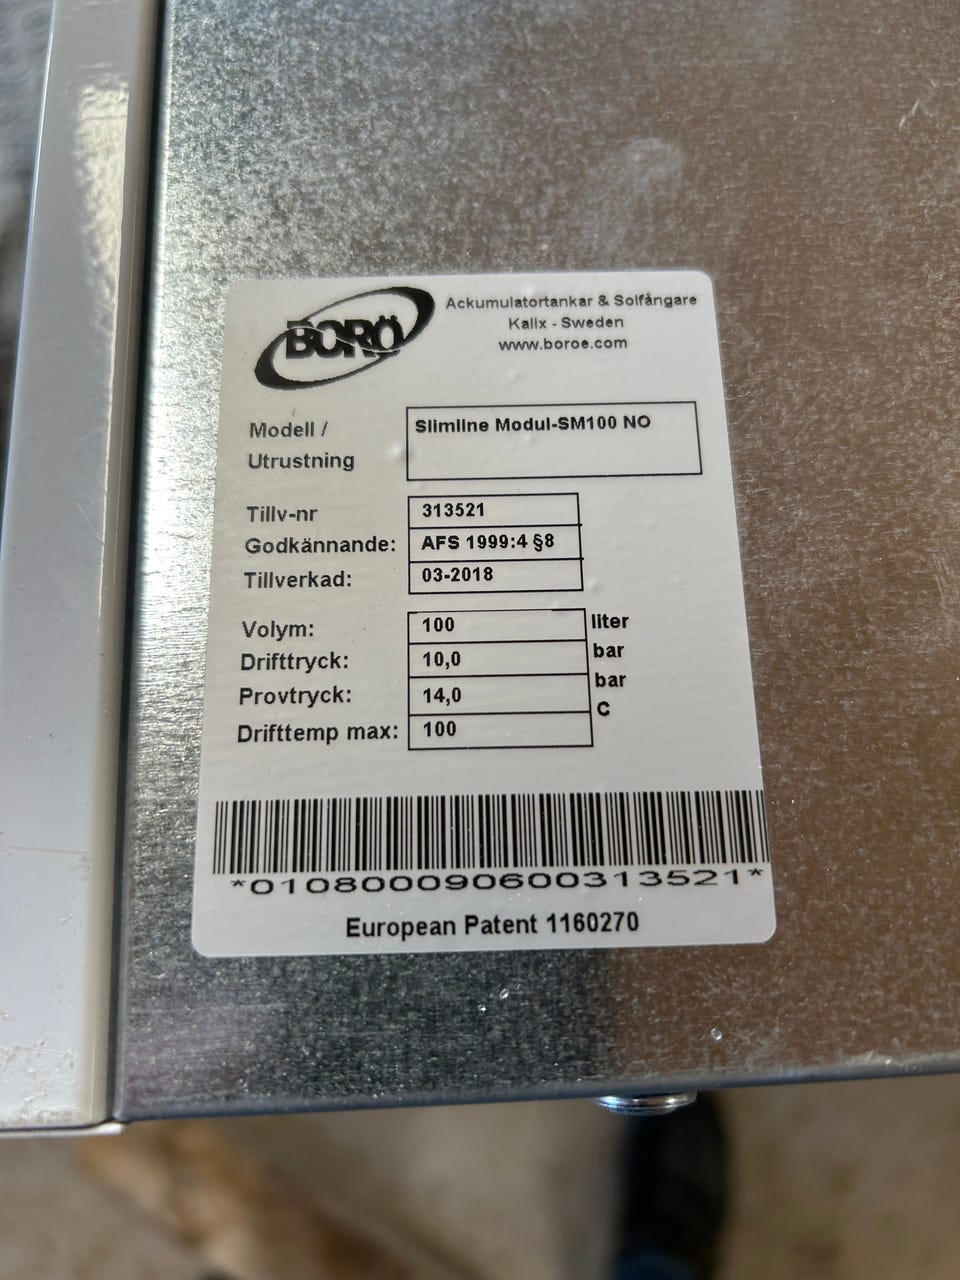 BORÖ
Ackumulatortankar & Solfångare
Kalix - Sweden
www.boroe.com
Modell / Slimline Modul-SM100 NO
Utrustning
Tillv-nr 313521
Godkännande: AFS 1999:4 §8
Tillverkad: 03-2018
Volym: 100 liter
Drifttryck: 10,0 bar
Provtryck: 14,0 bar
Drifttemp max: 100 C
*010800090600313521*
European Patent 1160270